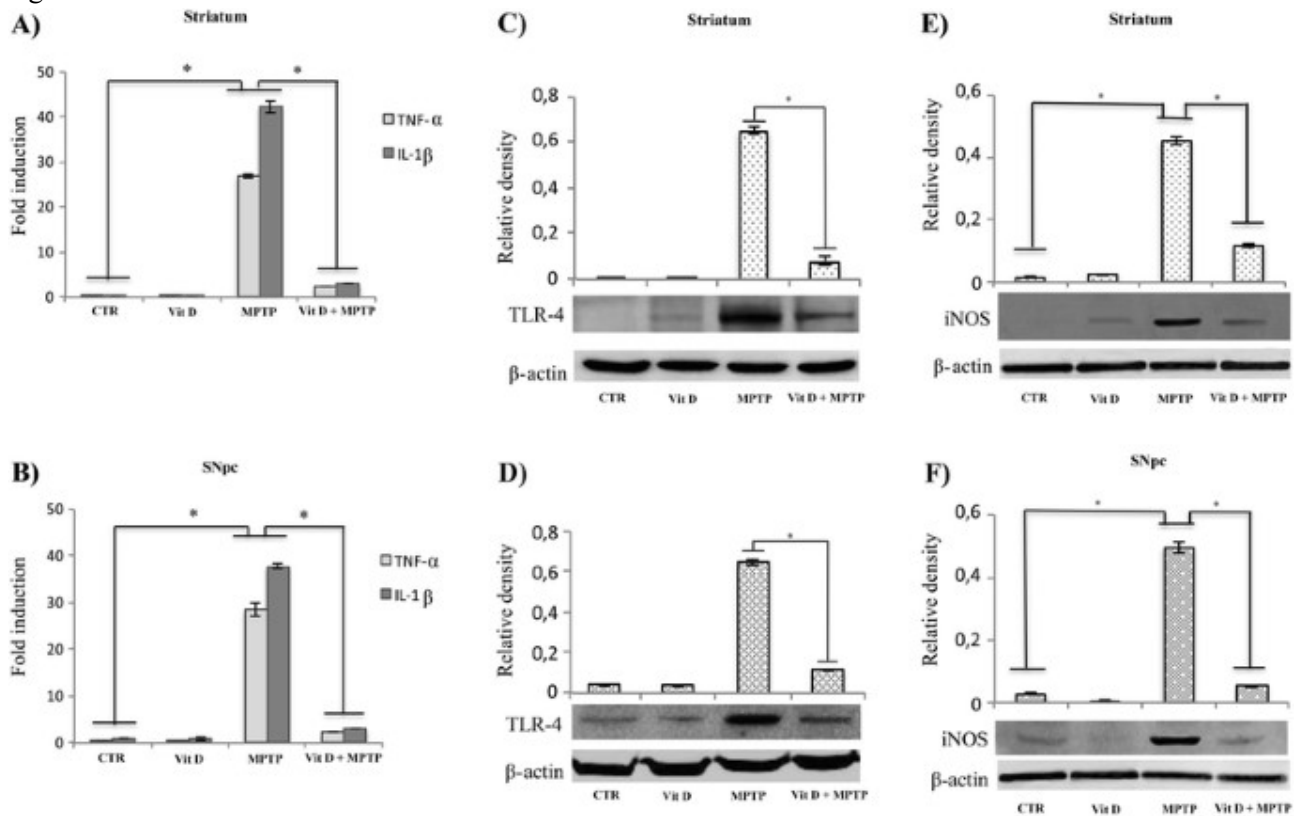 A)
Striatum
*
*
50
40
30
20
10
0
Fold induction
TNF-α
IL-1β
CTR
Vit D
MPTP
Vit D + MPTP
B)
SNpc
*
*
50
40
30
20
10
0
Fold induction
TNF-α
IL-1β
CTR
Vit D
MPTP
Vit D + MPTP
C)
Striatum
*
0,8
0,6
0,4
0,2
0
Relative density
TLR-4
β-actin
CTR
Vit D
MPTP
Vit D + MPTP
D)
*
0,8
0,6
0,4
0,2
0
Relative density
TLR-4
β-actin
CTR
Vit D
MPTP
Vit D + MPTP
E)
Striatum
*
*
0,6
0,4
0,2
0
Relative density
iNOS
β-actin
CTR
Vit D
MPTP
Vit D + MPTP
F)
SNpc
*
*
0,6
0,4
0,2
0
Relative density
iNOS
β-actin
CTR
Vit D
MPTP
Vit D + MPTP